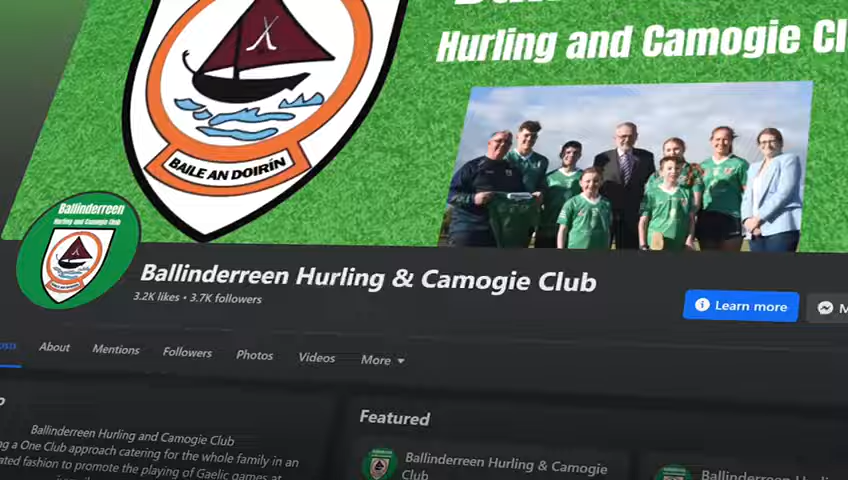 Hurling and Camogie Cl
BAILE AN DOIRÍN
Ballinderreen
Hurling and Camogie Club
Ballinderreen Hurling & Camogie Club
3.2K likes • 3.7K followers
Learn more
M
About
Mentions
Followers
Photos
Videos
More
Featured
Ballinderreen Hurling and Camogie Club
g a One Club approach catering for the whole family in an
ated fashion to promote the playing of Gaelic games at
Ballinderreen Hurling & Camogie
Club
Ballinderreen